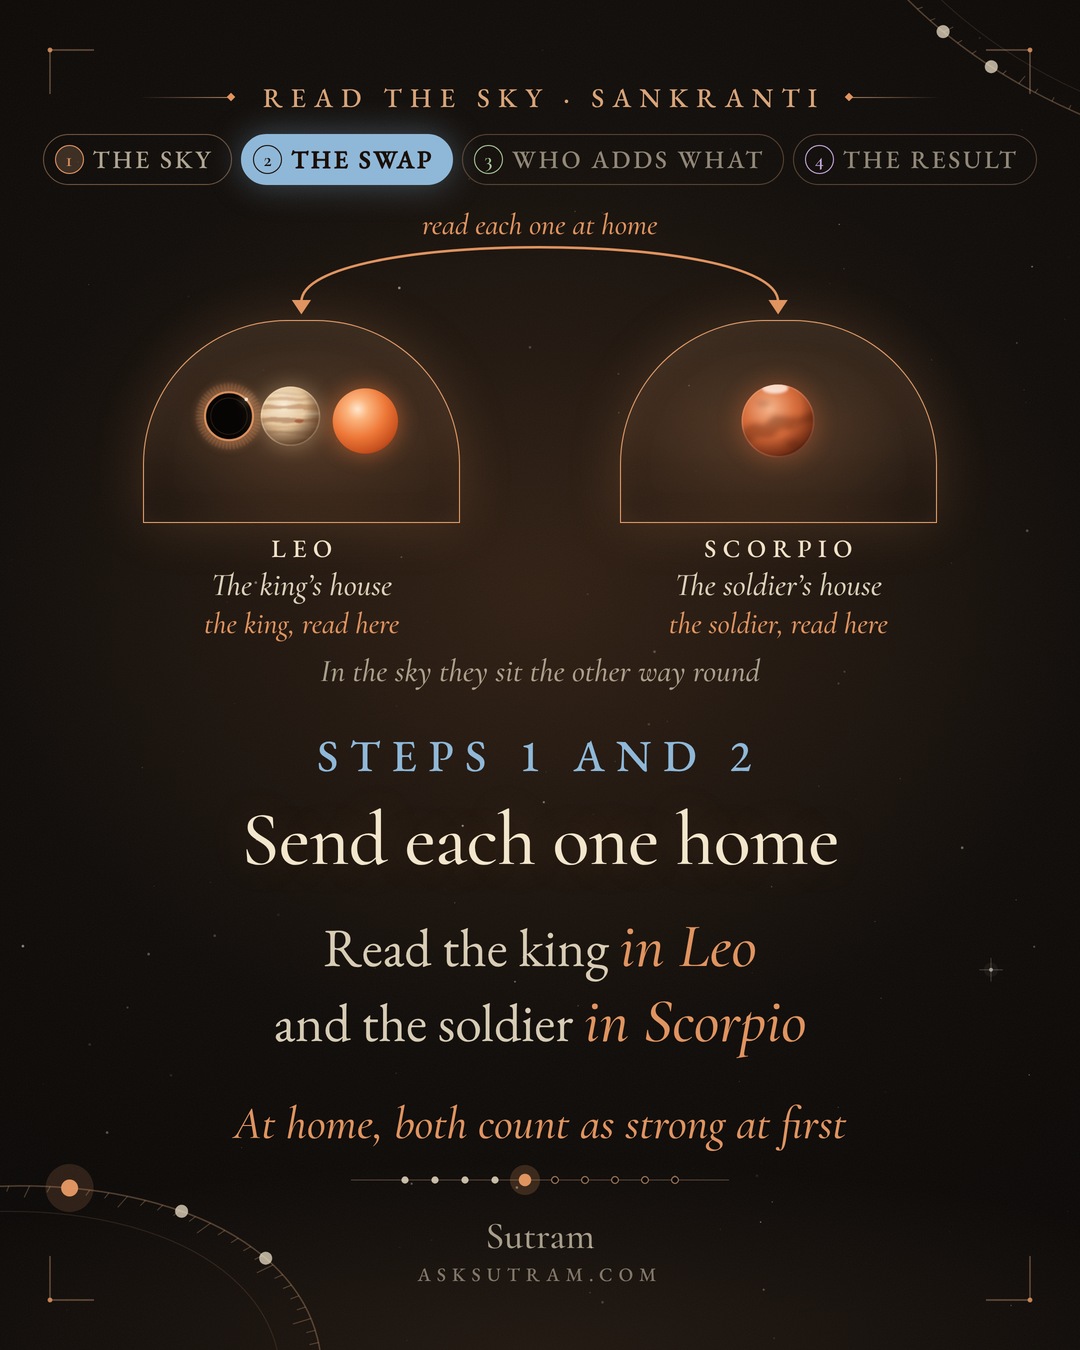 READ THE SKY · SANKRANTI
1 THE SKY
2 THE SWAP
3 WHO ADDS WHAT
4 THE RESULT
read each one at home
LEO
The king’s house
the king, read here
SCORPIO
The soldier’s house
the soldier, read here
In the sky they sit the other way round
STEPS 1 AND 2
Send each one home
Read the king in Leo
and the soldier in Scorpio
At home, both count as strong at first
Sutram
ASKSUTRAM.COM